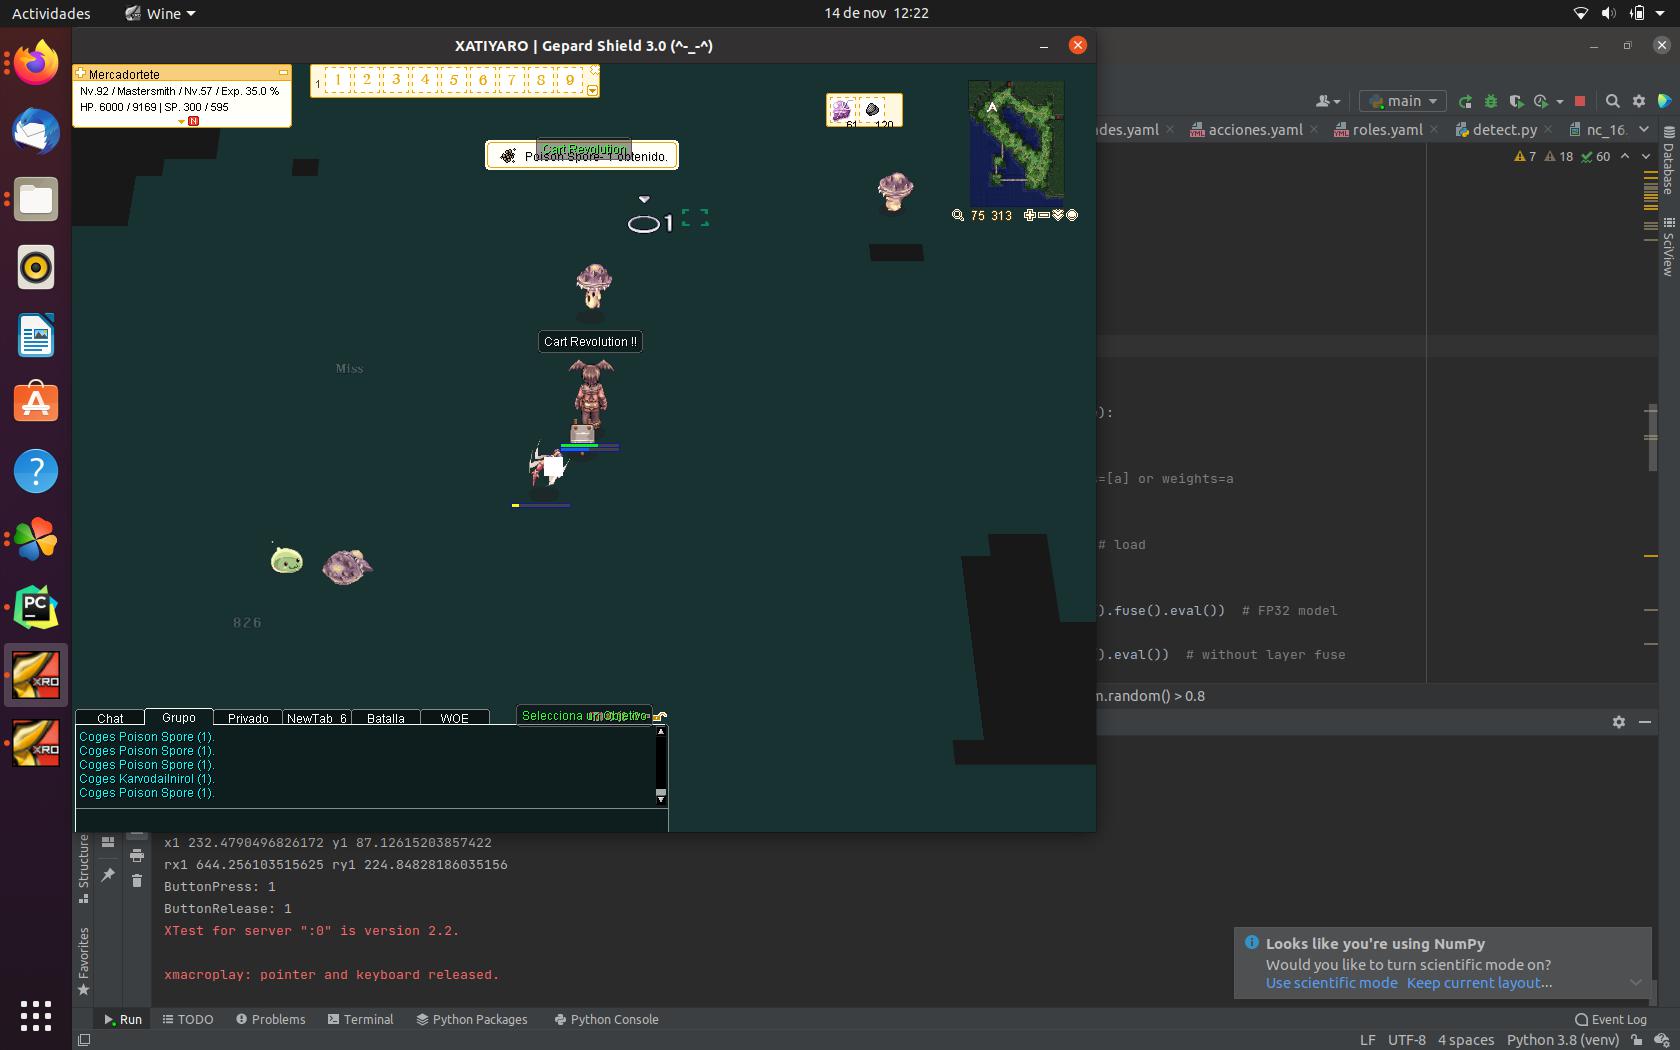 Actividades
Wine
14 de nov 12:22
XATIYARO | Gepard Shield 3.0 (^-_-^)
Mercadortete
Nv.92 / Mastersmith / Nv.57 / Exp. 35.0 %
HP. 6000 / 9169 | SP. 300 / 595
N
1 1 2 3 4 5 6 7 8 9
61 120
A
75 313
Cart Revolution
Poison Spore- 1 obtenido.
1
Cart Revolution !!
Miss
826
Chat Grupo Privado NewTab_6 Batalla WOE
Coges Poison Spore (1).
Coges Poison Spore (1).
Coges Poison Spore (1).
Coges Karvodailnirol (1).
Coges Poison Spore (1).
main
des.yaml
acciones.yaml
roles.yaml
detect.py
nc_16.
7 18 60
Database
SciView
):
=[a] or weights=a
# load
).fuse().eval()) # FP32 model
).eval()) # without layer fuse
m.random() > 0.8
PC
XRO
XRO
Structure
Favorites
x1 232.4790496826172 y1 87.12615203857422
rx1 644.256103515625 ry1 224.84828186035156
ButtonPress: 1
ButtonRelease: 1
XTest for server ":0" is version 2.2.
xmacroplay: pointer and keyboard released.
Looks like you're using NumPy
Would you like to turn scientific mode on?
Use scientific mode Keep current layout...
Run TODO Problems Terminal Python Packages Python Console
Event Log
LF UTF-8 4 spaces Python 3.8 (venv)